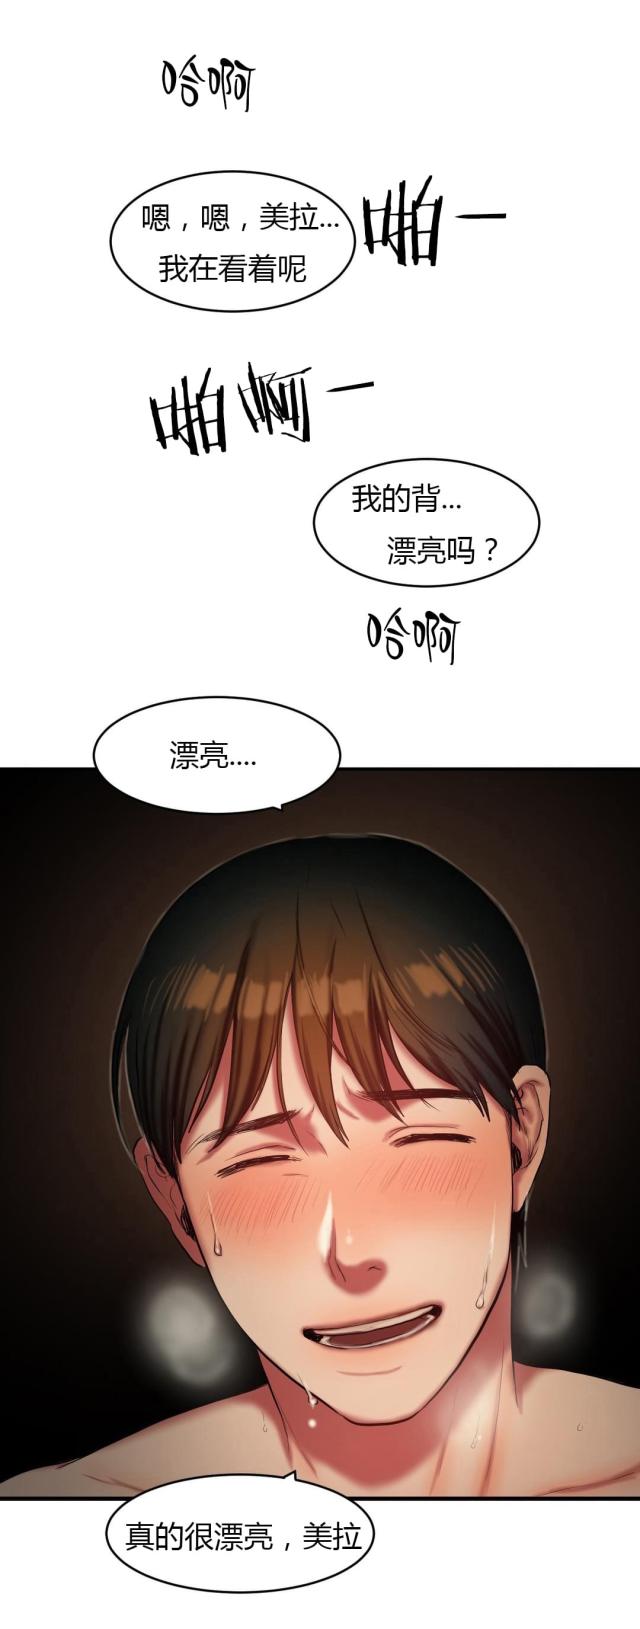 哈啊
嗯，嗯，美拉...
我在看着呢
啪一
啪啊一
我的背...
漂亮吗？
哈啊
漂亮....
真的很漂亮，美拉